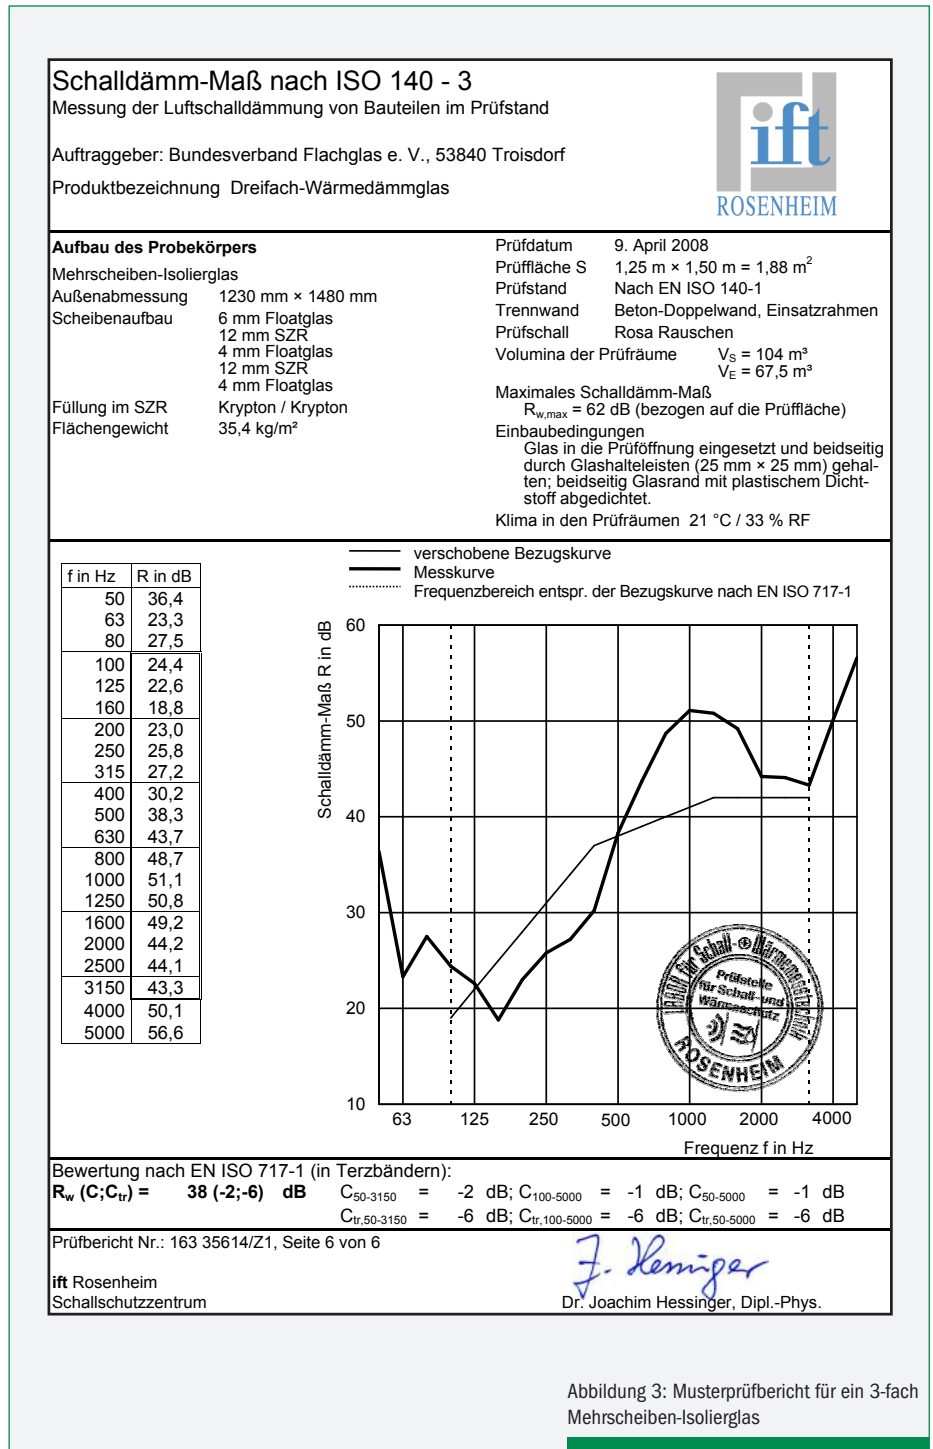 Schalldämm-Maß nach ISO 140 - 3
Messung der Luftschalldämmung von Bauteilen im Prüfstand
Auftraggeber: Bundesverband Flachglas e. V., 53840 Troisdorf
Produktbezeichnung Dreifach-Wärmedämmglas
ift
ROSENHEIM
Aufbau des Probekörpers
Mehrscheiben-Isolierglas
Außenabmessung 1230 mm × 1480 mm
Scheibenaufbau 6 mm Floatglas
12 mm SZR
4 mm Floatglas
12 mm SZR
4 mm Floatglas
Füllung im SZR Krypton / Krypton
Flächengewicht 35,4 kg/m²
Prüfdatum 9. April 2008
Prüffläche S 1,25 m × 1,50 m = 1,88 m²
Prüfstand Nach EN ISO 140-1
Trennwand Beton-Doppelwand, Einsatzrahmen
Prüfschall Rosa Rauschen
Volumina der Prüfräume V_S = 104 m³
V_E = 67,5 m³
Maximales Schalldämm-Maß
R_w,max = 62 dB (bezogen auf die Prüffläche)
Einbaubedingungen
Glas in die Prüföffnung eingesetzt und beidseitig
durch Glashalteleisten (25 mm × 25 mm) gehal-
ten; beidseitig Glasrand mit plastischem Dicht-
stoff abgedichtet.
Klima in den Prüfräumen 21 °C / 33 % RF
f in Hz R in dB
50 36,4
63 23,3
80 27,5
100 24,4
125 22,6
160 18,8
200 23,0
250 25,8
315 27,2
400 30,2
500 38,3
630 43,7
800 48,7
1000 51,1
1250 50,8
1600 49,2
2000 44,2
2500 44,1
3150 43,3
4000 50,1
5000 56,6
verschobene Bezugskurve
Messkurve
Frequenzbereich entspr. der Bezugskurve nach EN ISO 717-1
Schalldämm-Maß R in dB
60
50
40
30
20
10
63 125 250 500 1000 2000 4000
Frequenz f in Hz
Labor für Schall- Wärmemesstechnik
Prüfstelle
für Schall- und
Wärmeschutz
ROSENHEIM
Bewertung nach EN ISO 717-1 (in Terzbändern):
R_w (C;C_tr) = 38 (-2;-6) dB C_50-3150 = -2 dB; C_100-5000 = -1 dB; C_50-5000 = -1 dB
C_tr,50-3150 = -6 dB; C_tr,100-5000 = -6 dB; C_tr,50-5000 = -6 dB
Prüfbericht Nr.: 163 35614/Z1, Seite 6 von 6
ift Rosenheim
Schallschutzzentrum
J. Hessinger
Dr. Joachim Hessinger, Dipl.-Phys.
Abbildung 3: Musterprüfbericht für ein 3-fach
Mehrscheiben-Isolierglas